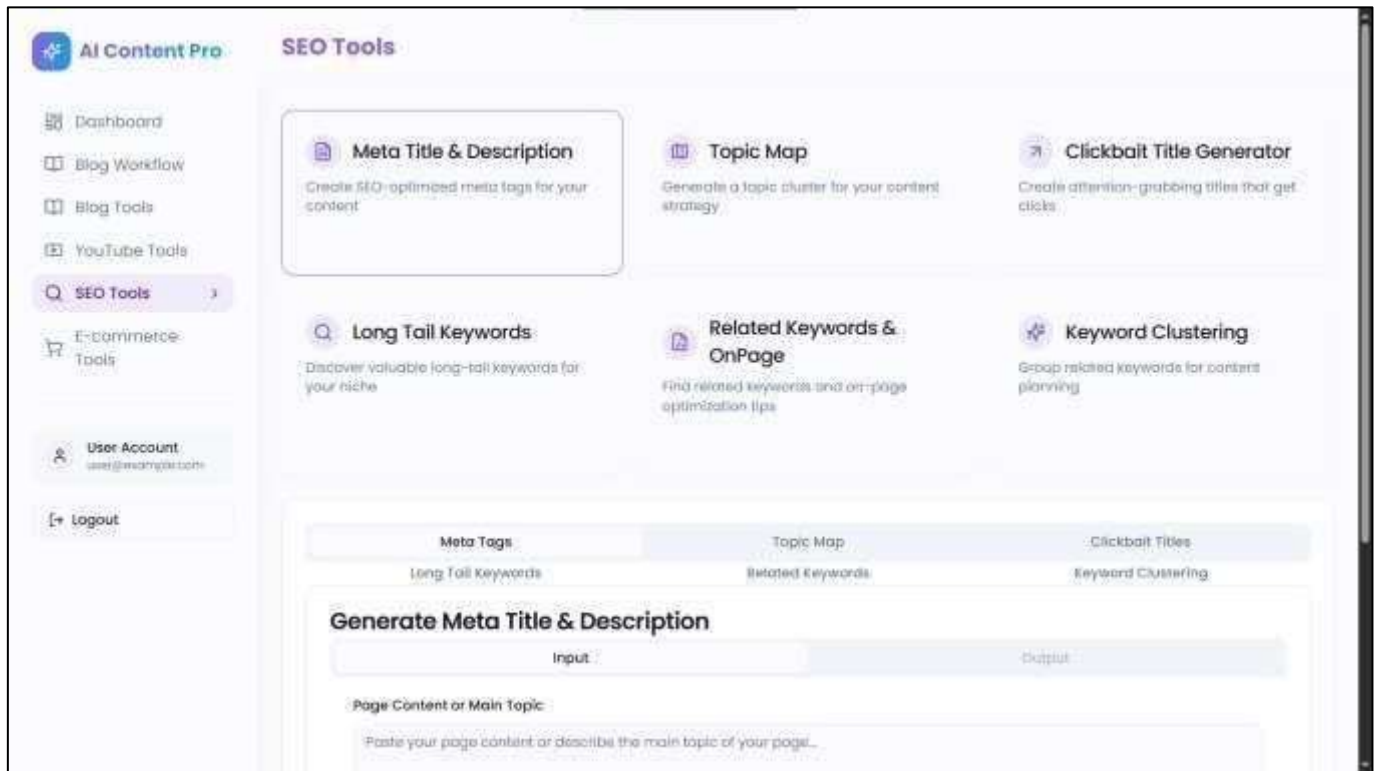 AI Content Pro
SEO Tools
Dashboard
Blog Workflow
Blog Tools
YouTube Tools
SEO Tools
E-commerce
Tools
User Account
user@example.com
Logout
Meta Title & Description
Create SEO-optimized meta tags for your
content
Topic Map
Generate a topic cluster for your content
strategy
Clickbait Title Generator
Create attention-grabbing titles that get
clicks
Long Tail Keywords
Discover valuable long-tail keywords for
your niche
Related Keywords &
OnPage
Find related keywords and on-page
optimization tips
Keyword Clustering
Group related keywords for content
planning
Meta Tags
Topic Map
Clickbait Titles
Long Tail Keywords
Related Keywords
Keyword Clustering
Generate Meta Title & Description
Input
Output
Page Content or Main Topic
Paste your page content or describe the main topic of your page...